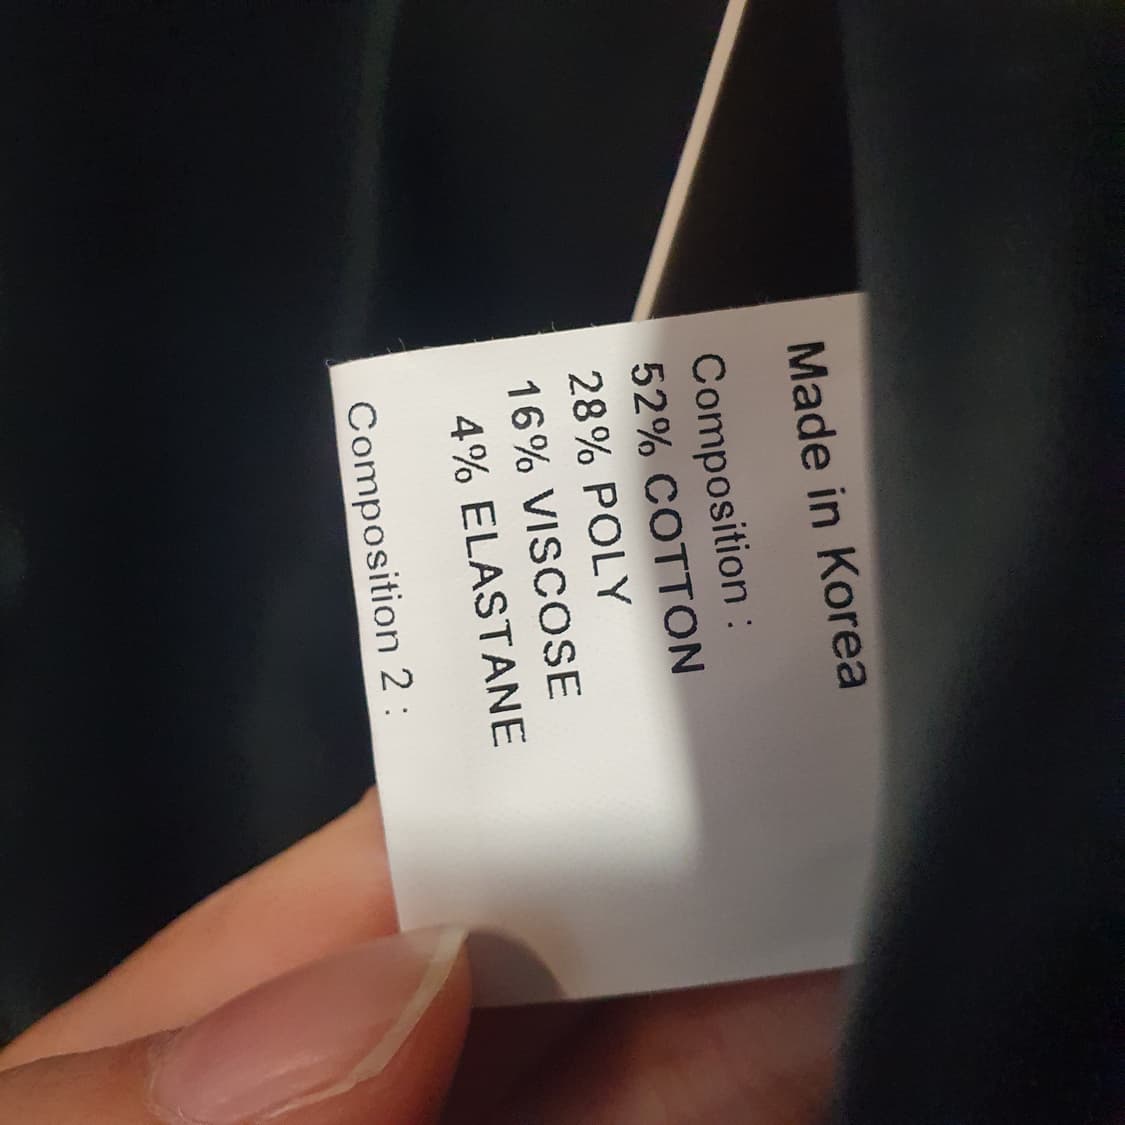 Made in Korea
Composition :
52% COTTON
28% POLY
16% VISCOSE
4% ELASTANE
Composition 2 :